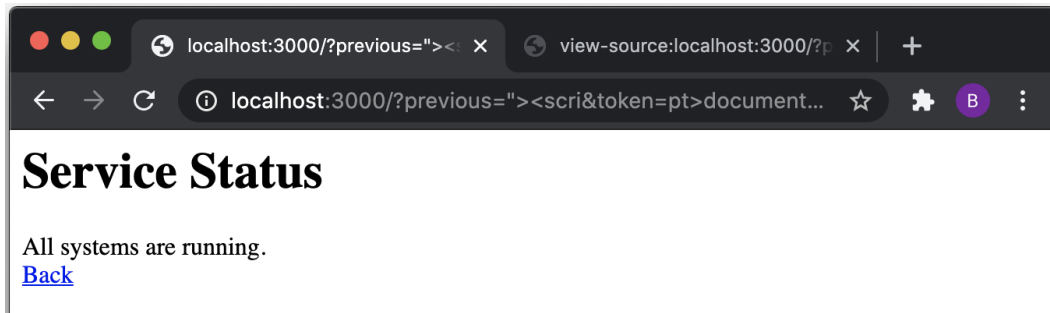 localhost:3000/?previous="><s
view-source:localhost:3000/?p
localhost:3000/?previous="><scri&token=pt>document...
B
Service Status
All systems are running.
Back